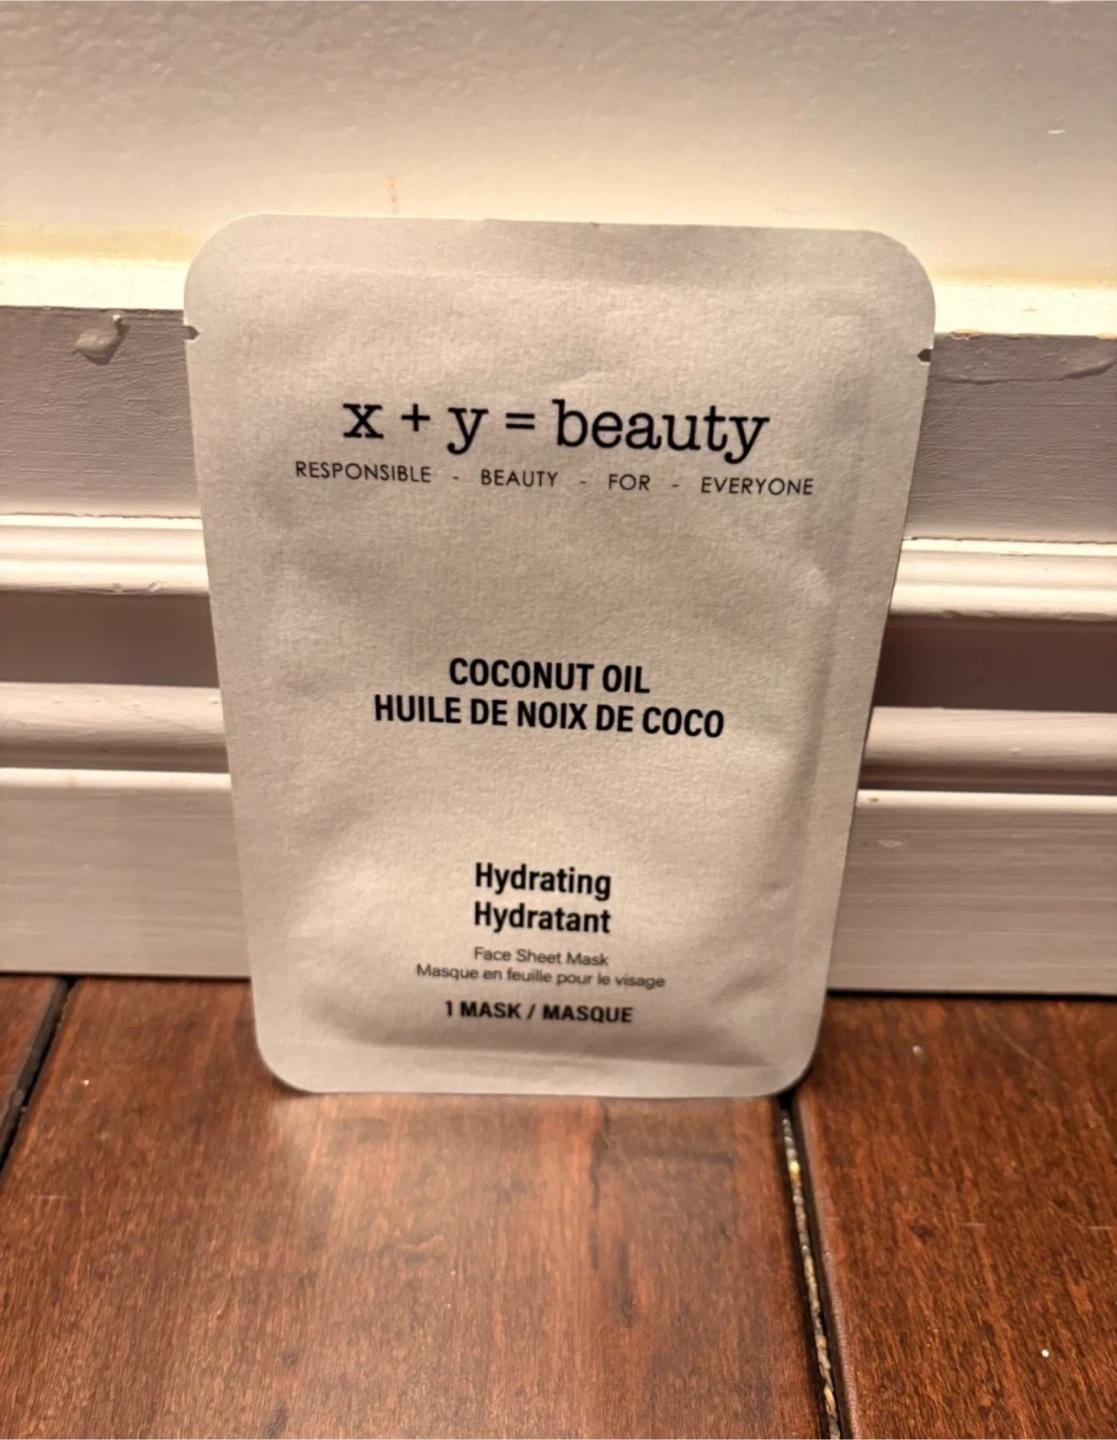 x + y = beauty
RESPONSIBLE - BEAUTY - FOR - EVERYONE
COCONUT OIL
HUILE DE NOIX DE COCO
Hydrating
Hydratant
Face Sheet Mask
Masque en feuille pour le visage
1 MASK / MASQUE